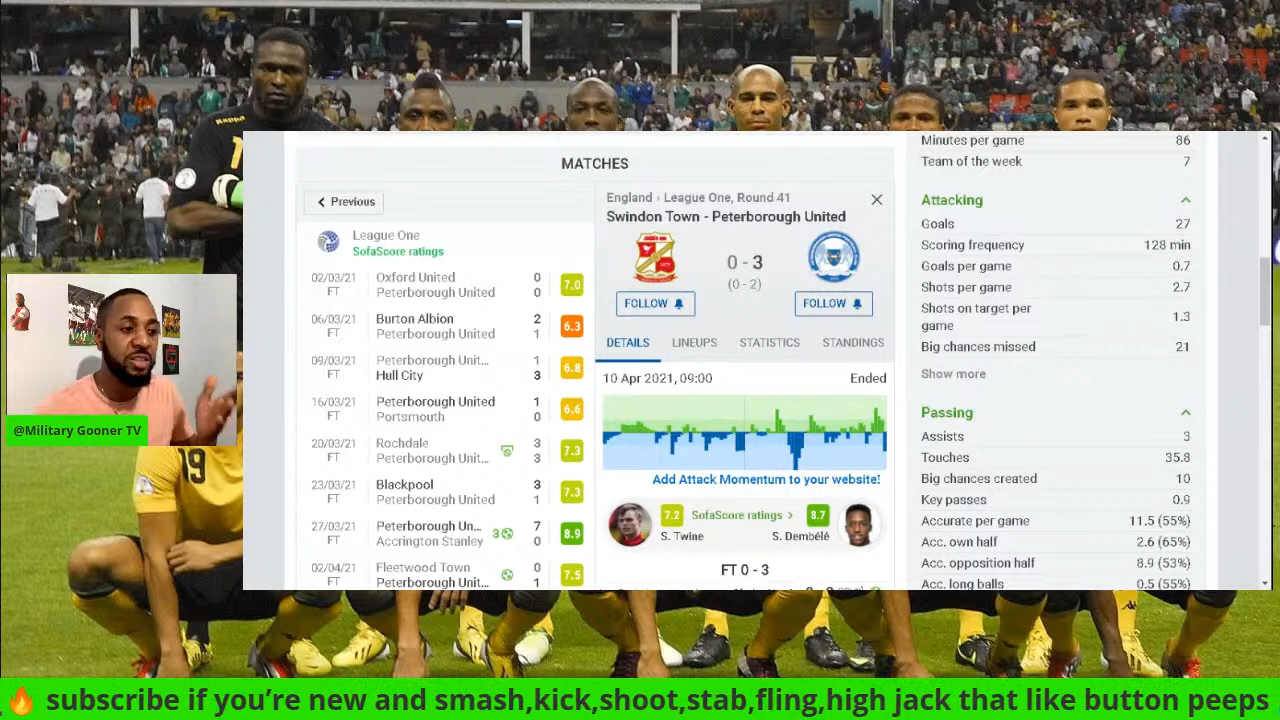 MATCHES
Previous
League One
SofaScore ratings
02/03/21 Oxford United 0 7.0
FT Peterborough United 0
06/03/21 Burton Albion 2 6.3
FT Peterborough United 1
09/03/21 Peterborough Unit... 1 6.8
FT Hull City 3
16/03/21 Peterborough United 1 6.6
FT Portsmouth 0
20/03/21 Rochdale 3 7.3
FT Peterborough Unit... 3
23/03/21 Blackpool 3 7.3
FT Peterborough United 1
27/03/21 Peterborough Un... 3 7 8.9
FT Accrington Stanley 0
02/04/21 Fleetwood Town 0 7.5
FT Peterborough Unit... 1
England › League One, Round 41
Swindon Town - Peterborough United
0 - 3
(0 - 2)
FOLLOW FOLLOW
DETAILS LINEUPS STATISTICS STANDINGS
10 Apr 2021, 09:00 Ended
Add Attack Momentum to your website!
7.2 SofaScore ratings > 8.7
S. Twine S. Dembélé
FT 0 - 3
Minutes per game 86
Team of the week 7
Attacking
Goals 27
Scoring frequency 128 min
Goals per game 0.7
Shots per game 2.7
Shots on target per
game 1.3
Big chances missed 21
Show more
Passing
Assists 3
Touches 35.8
Big chances created 10
Key passes 0.9
Accurate per game 11.5 (55%)
Acc. own half 2.6 (65%)
Acc. opposition half 8.9 (53%)
Acc. long balls 0.5 (55%)
@Military Gooner TV
19
🔥 subscribe if you’re new and smash,kick,shoot,stab,fling,high jack that like button peeps